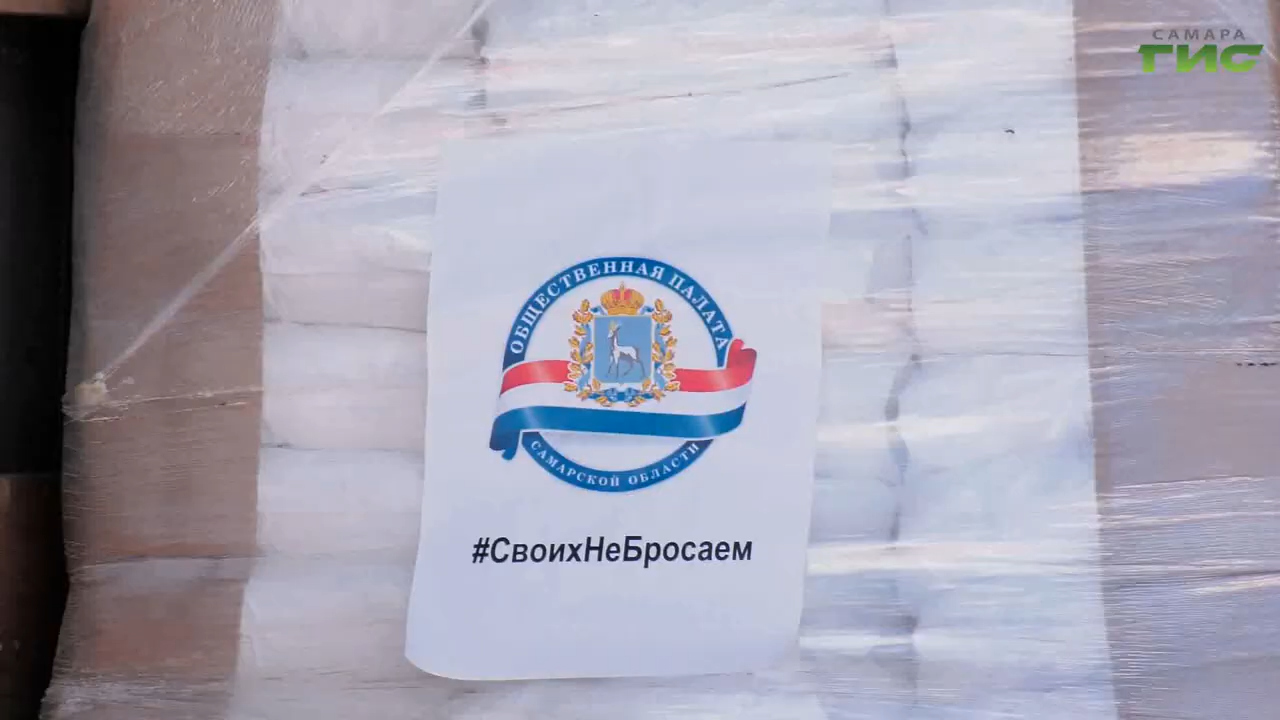 САМАРА
ГИС
ОБЩЕСТВЕННАЯ ПАЛАТА
САМАРСКОЙ ОБЛАСТИ
#СвоихНеБросаем